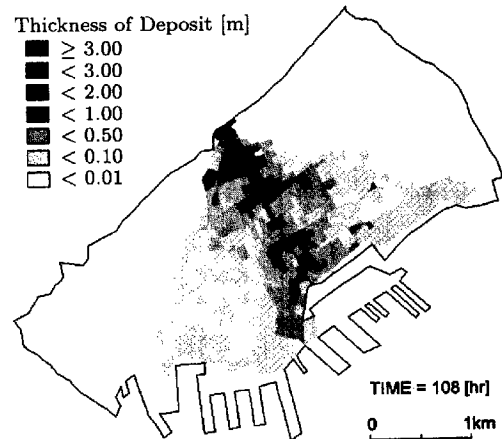 Thickness of Deposit [m]
≥ 3.00
< 3.00
< 2.00
< 1.00
< 0.50
< 0.10
< 0.01
TIME = 108 [hr]
0 1km